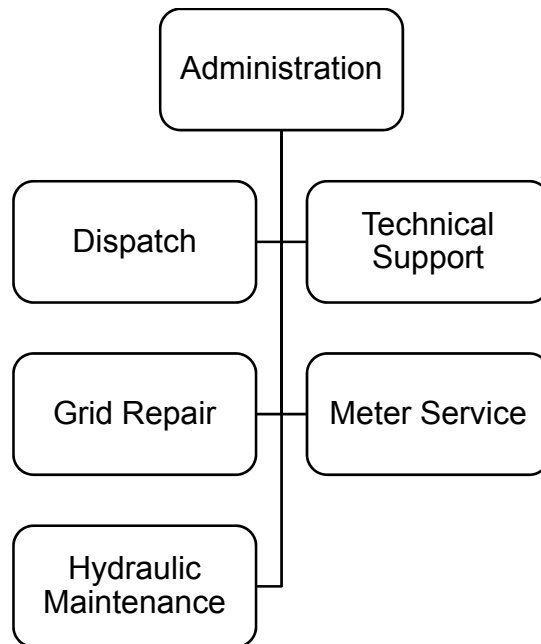 Administration
Dispatch
Technical
Support
Grid Repair
Meter Service
Hydraulic
Maintenance